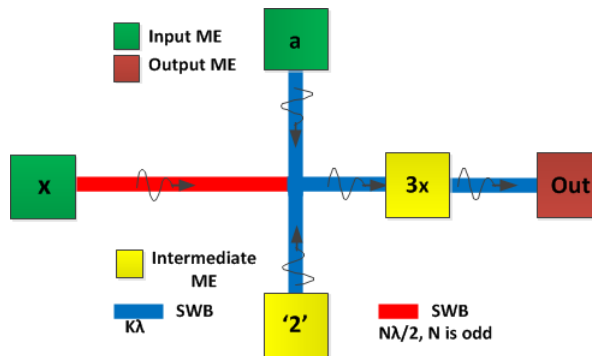 Input ME
Output ME
a
x
3x
Out
Intermediate
ME
'2'
SWB
Kλ
SWB
Nλ/2, N is odd